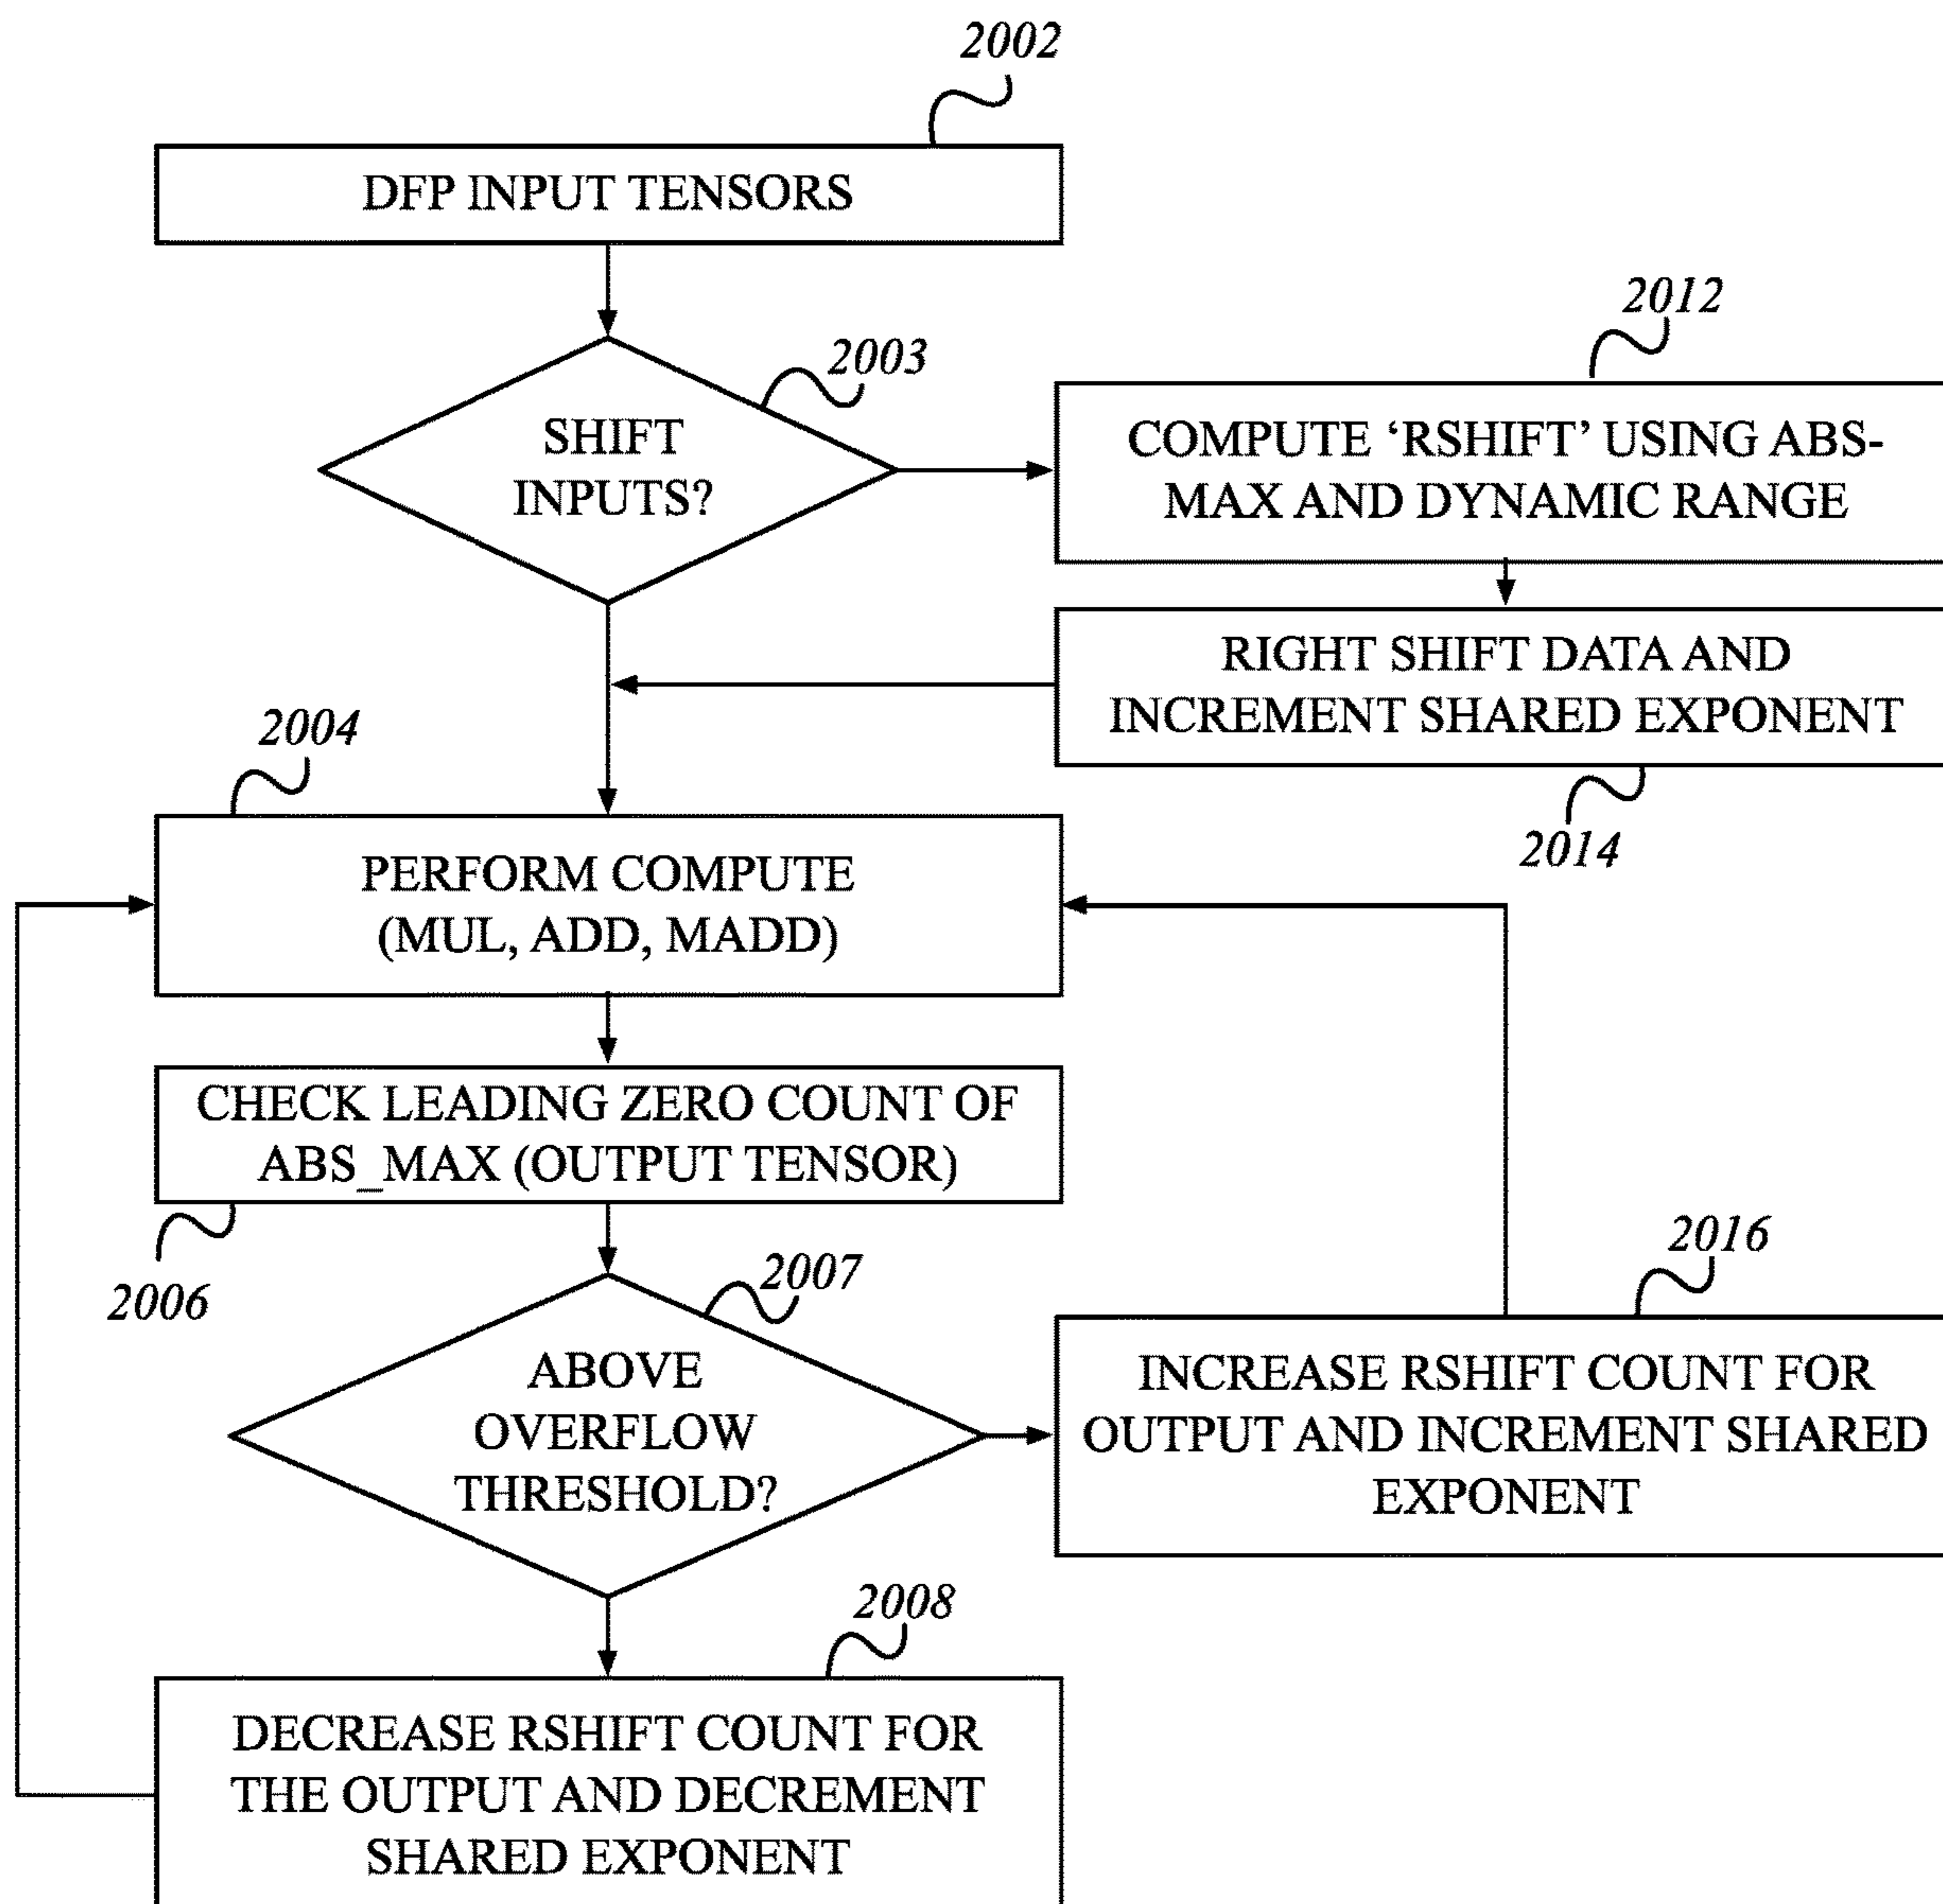 2002
DFP INPUT TENSORS
2003
SHIFT
INPUTS?
2012
COMPUTE ‘RSHIFT’ USING ABS-
MAX AND DYNAMIC RANGE
RIGHT SHIFT DATA AND
INCREMENT SHARED EXPONENT
2014
2004
PERFORM COMPUTE
(MUL, ADD, MADD)
CHECK LEADING ZERO COUNT OF
ABS_MAX (OUTPUT TENSOR)
2006
2007
ABOVE
OVERFLOW
THRESHOLD?
2016
INCREASE RSHIFT COUNT FOR
OUTPUT AND INCREMENT SHARED
EXPONENT
2008
DECREASE RSHIFT COUNT FOR
THE OUTPUT AND DECREMENT
SHARED EXPONENT